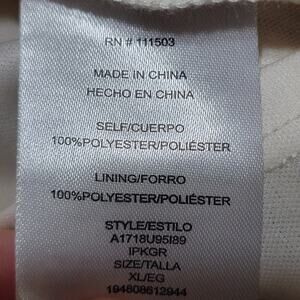 RN # 111503
MADE IN CHINA
HECHO EN CHINA
SELF/CUERPO
100%POLYESTER/POLIÉSTER
LINING/FORRO
100%POLYESTER/POLIÉSTER
STYLE/ESTILO
A1718U95I89
IPKGR
SIZE/TALLA
XL/EG
194808612944